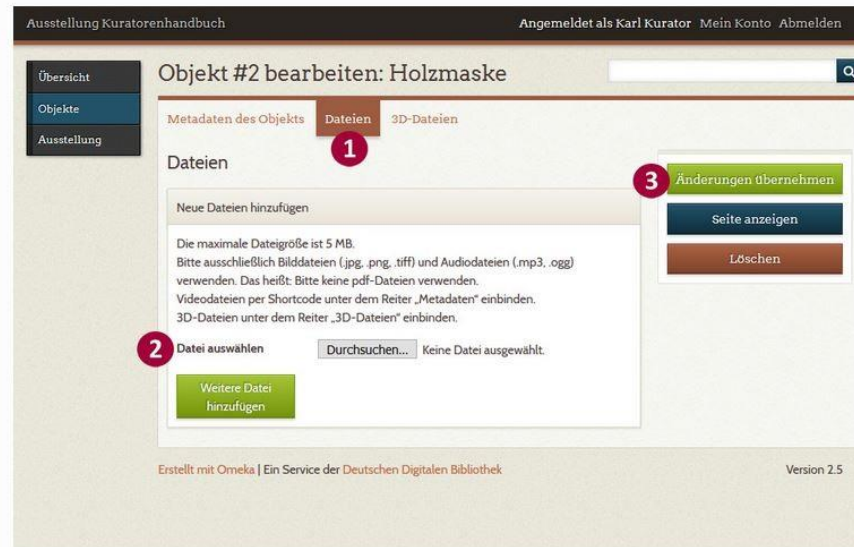 Ausstellung Kuratorenhandbuch
Angemeldet als Karl Kurator Mein Konto Abmelden
Übersicht
Objekte
Ausstellung
Objekt #2 bearbeiten: Holzmaske
Metadaten des Objekts Dateien 3D-Dateien
1
Dateien
Neue Dateien hinzufügen
Die maximale Dateigröße ist 5 MB.
Bitte ausschließlich Bilddateien (.jpg, .png, .tiff) und Audiodateien (.mp3, .ogg)
verwenden. Das heißt: Bitte keine pdf-Dateien verwenden.
Videodateien per Shortcode unter dem Reiter „Metadaten“ einbinden.
3D-Dateien unter dem Reiter „3D-Dateien“ einbinden.
2 Datei auswählen Durchsuchen... Keine Datei ausgewählt.
Weitere Datei
hinzufügen
3 Änderungen übernehmen
Seite anzeigen
Löschen
Erstellt mit Omeka | Ein Service der Deutschen Digitalen Bibliothek
Version 2.5